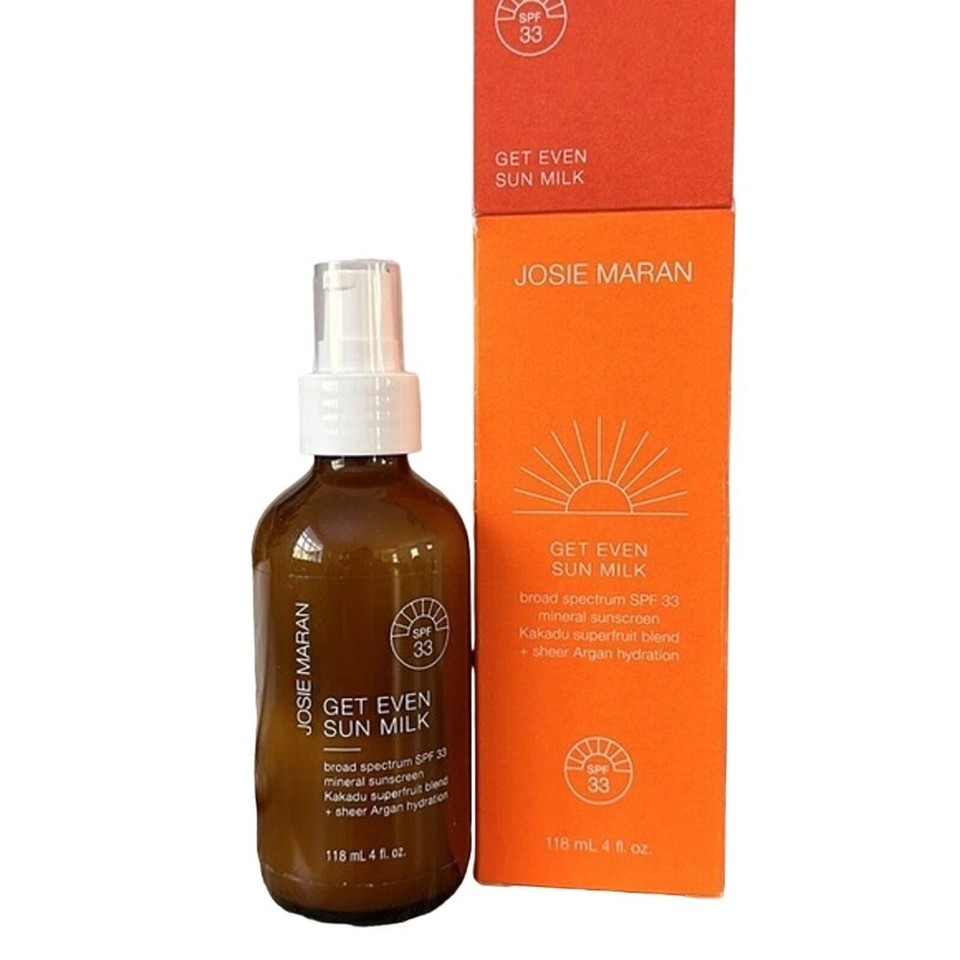 SPF
33
GET EVEN
SUN MILK
JOSIE MARAN
GET EVEN
SUN MILK
broad spectrum SPF 33
mineral sunscreen
Kakadu superfruit blend
+ sheer Argan hydration
SPF
33
118 mL 4 fl. oz.
JOSIE MARAN
SPF
33
GET EVEN
SUN MILK
broad spectrum SPF 33
mineral sunscreen
Kakadu superfruit blend
+ sheer Argan hydration
118 mL 4 fl. oz.